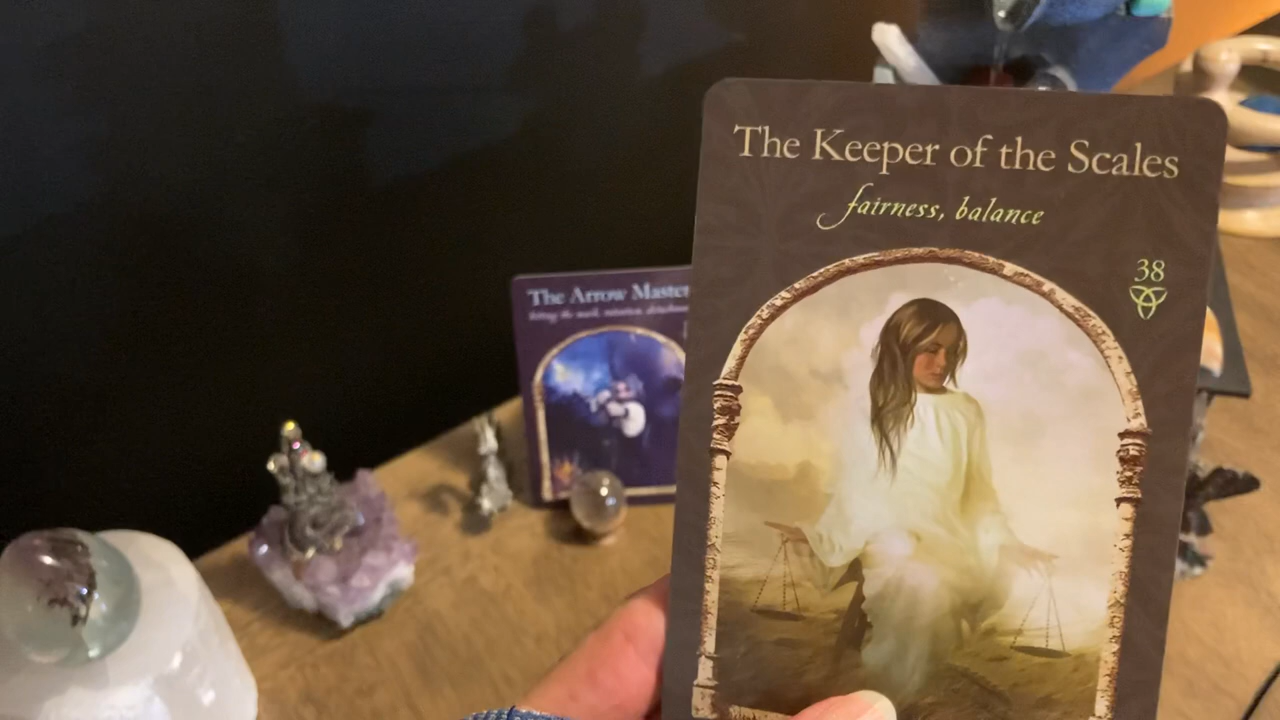 The Keeper of the Scales
fairness, balance
38
The Arrow Master